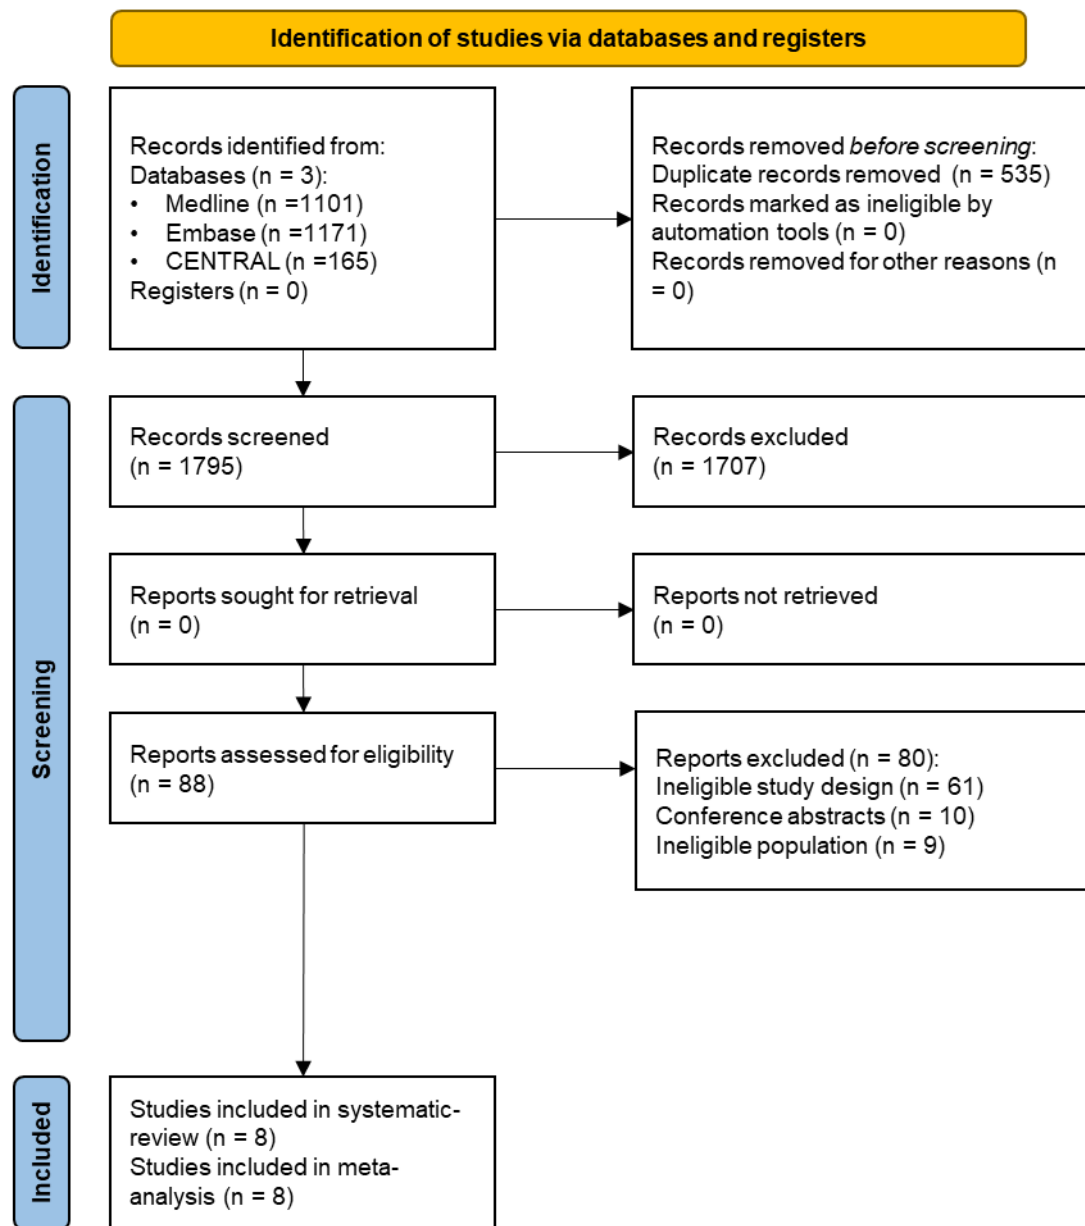 Identification of studies via databases and registers
Identification
Records identified from:
Databases (n = 3):
• Medline (n =1101)
• Embase (n =1171)
• CENTRAL (n =165)
Registers (n = 0)
Records removed before screening:
Duplicate records removed (n = 535)
Records marked as ineligible by
automation tools (n = 0)
Records removed for other reasons (n
= 0)
Screening
Records screened
(n = 1795)
Records excluded
(n = 1707)
Reports sought for retrieval
(n = 0)
Reports not retrieved
(n = 0)
Reports assessed for eligibility
(n = 88)
Reports excluded (n = 80):
Ineligible study design (n = 61)
Conference abstracts (n = 10)
Ineligible population (n = 9)
Included
Studies included in systematic-
review (n = 8)
Studies included in meta-
analysis (n = 8)